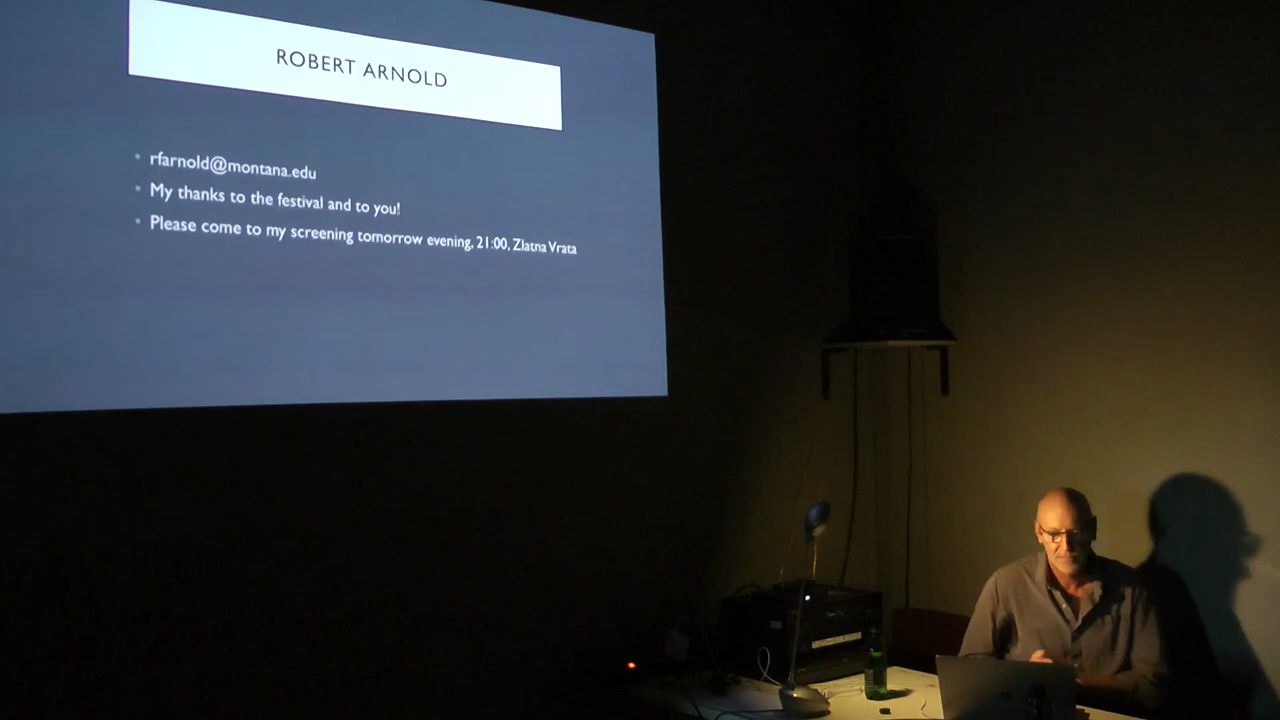 ROBERT ARNOLD
rfarnold@montana.edu
My thanks to the festival and to you!
Please come to my screening tomorrow evening, 21:00, Zlatna Vrata